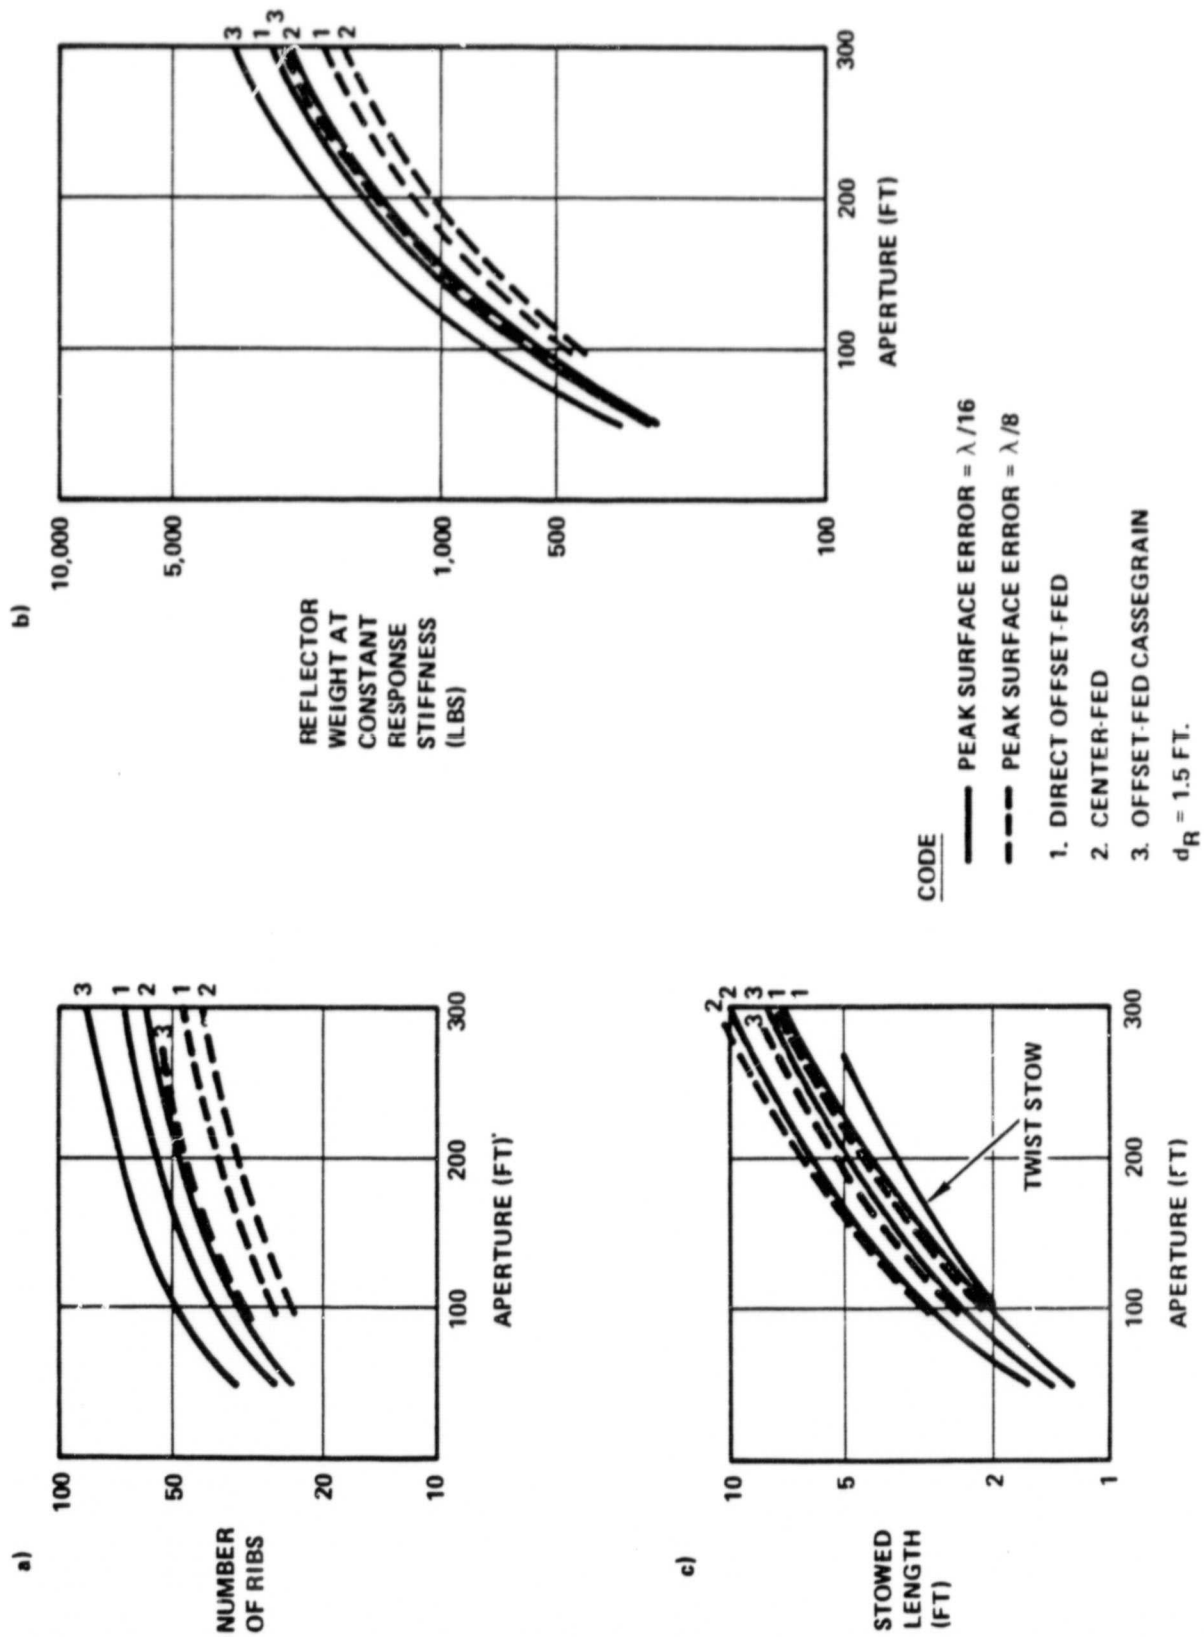 a)
100
50
20
10
NUMBER
OF RIBS
3
1
2
3
1
2
100
200
300
APERTURE (FT)
b)
10,000
5,000
1,000
500
100
REFLECTOR
WEIGHT AT
CONSTANT
RESPONSE
STIFFNESS
(LBS)
3
1
3
2
1
2
100
200
300
APERTURE (FT)
c)
10
5
2
1
STOWED
LENGTH
(FT)
2
2
3
3
1
1
TWIST STOW
100
200
300
APERTURE (FT)
CODE
PEAK SURFACE ERROR = λ/16
PEAK SURFACE ERROR = λ/8
1. DIRECT OFFSET-FED
2. CENTER-FED
3. OFFSET-FED CASSEGRAIN
dR = 1.5 FT.